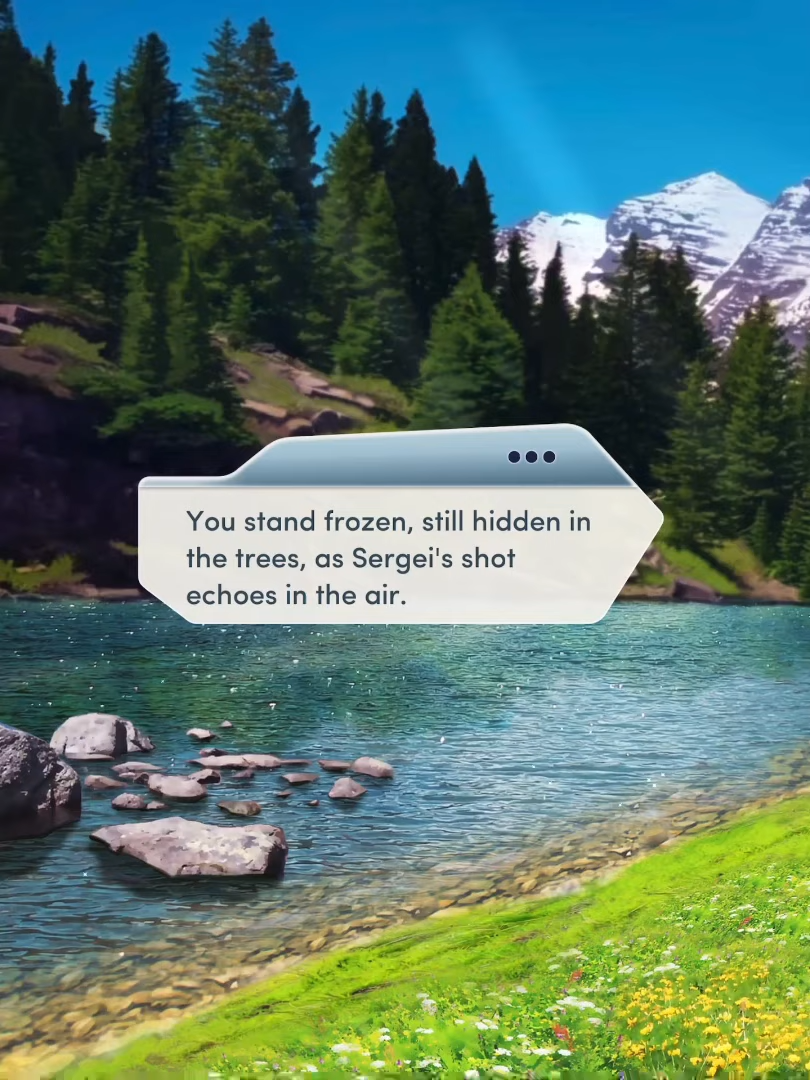 You stand frozen, still hidden in
the trees, as Sergei's shot
echoes in the air.